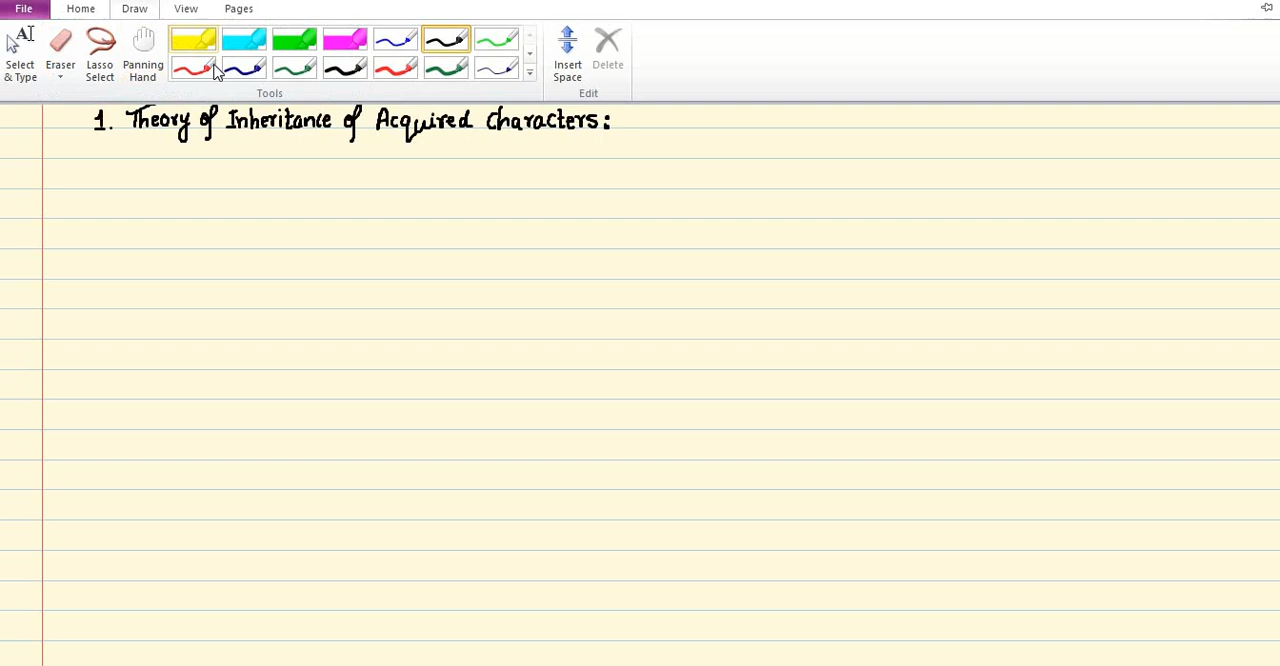 File Home Draw View Pages
Select & Type Eraser Lasso Select Panning Hand Insert Space Delete
Tools Edit
1. Theory of Inheritance of Acquired Characters: